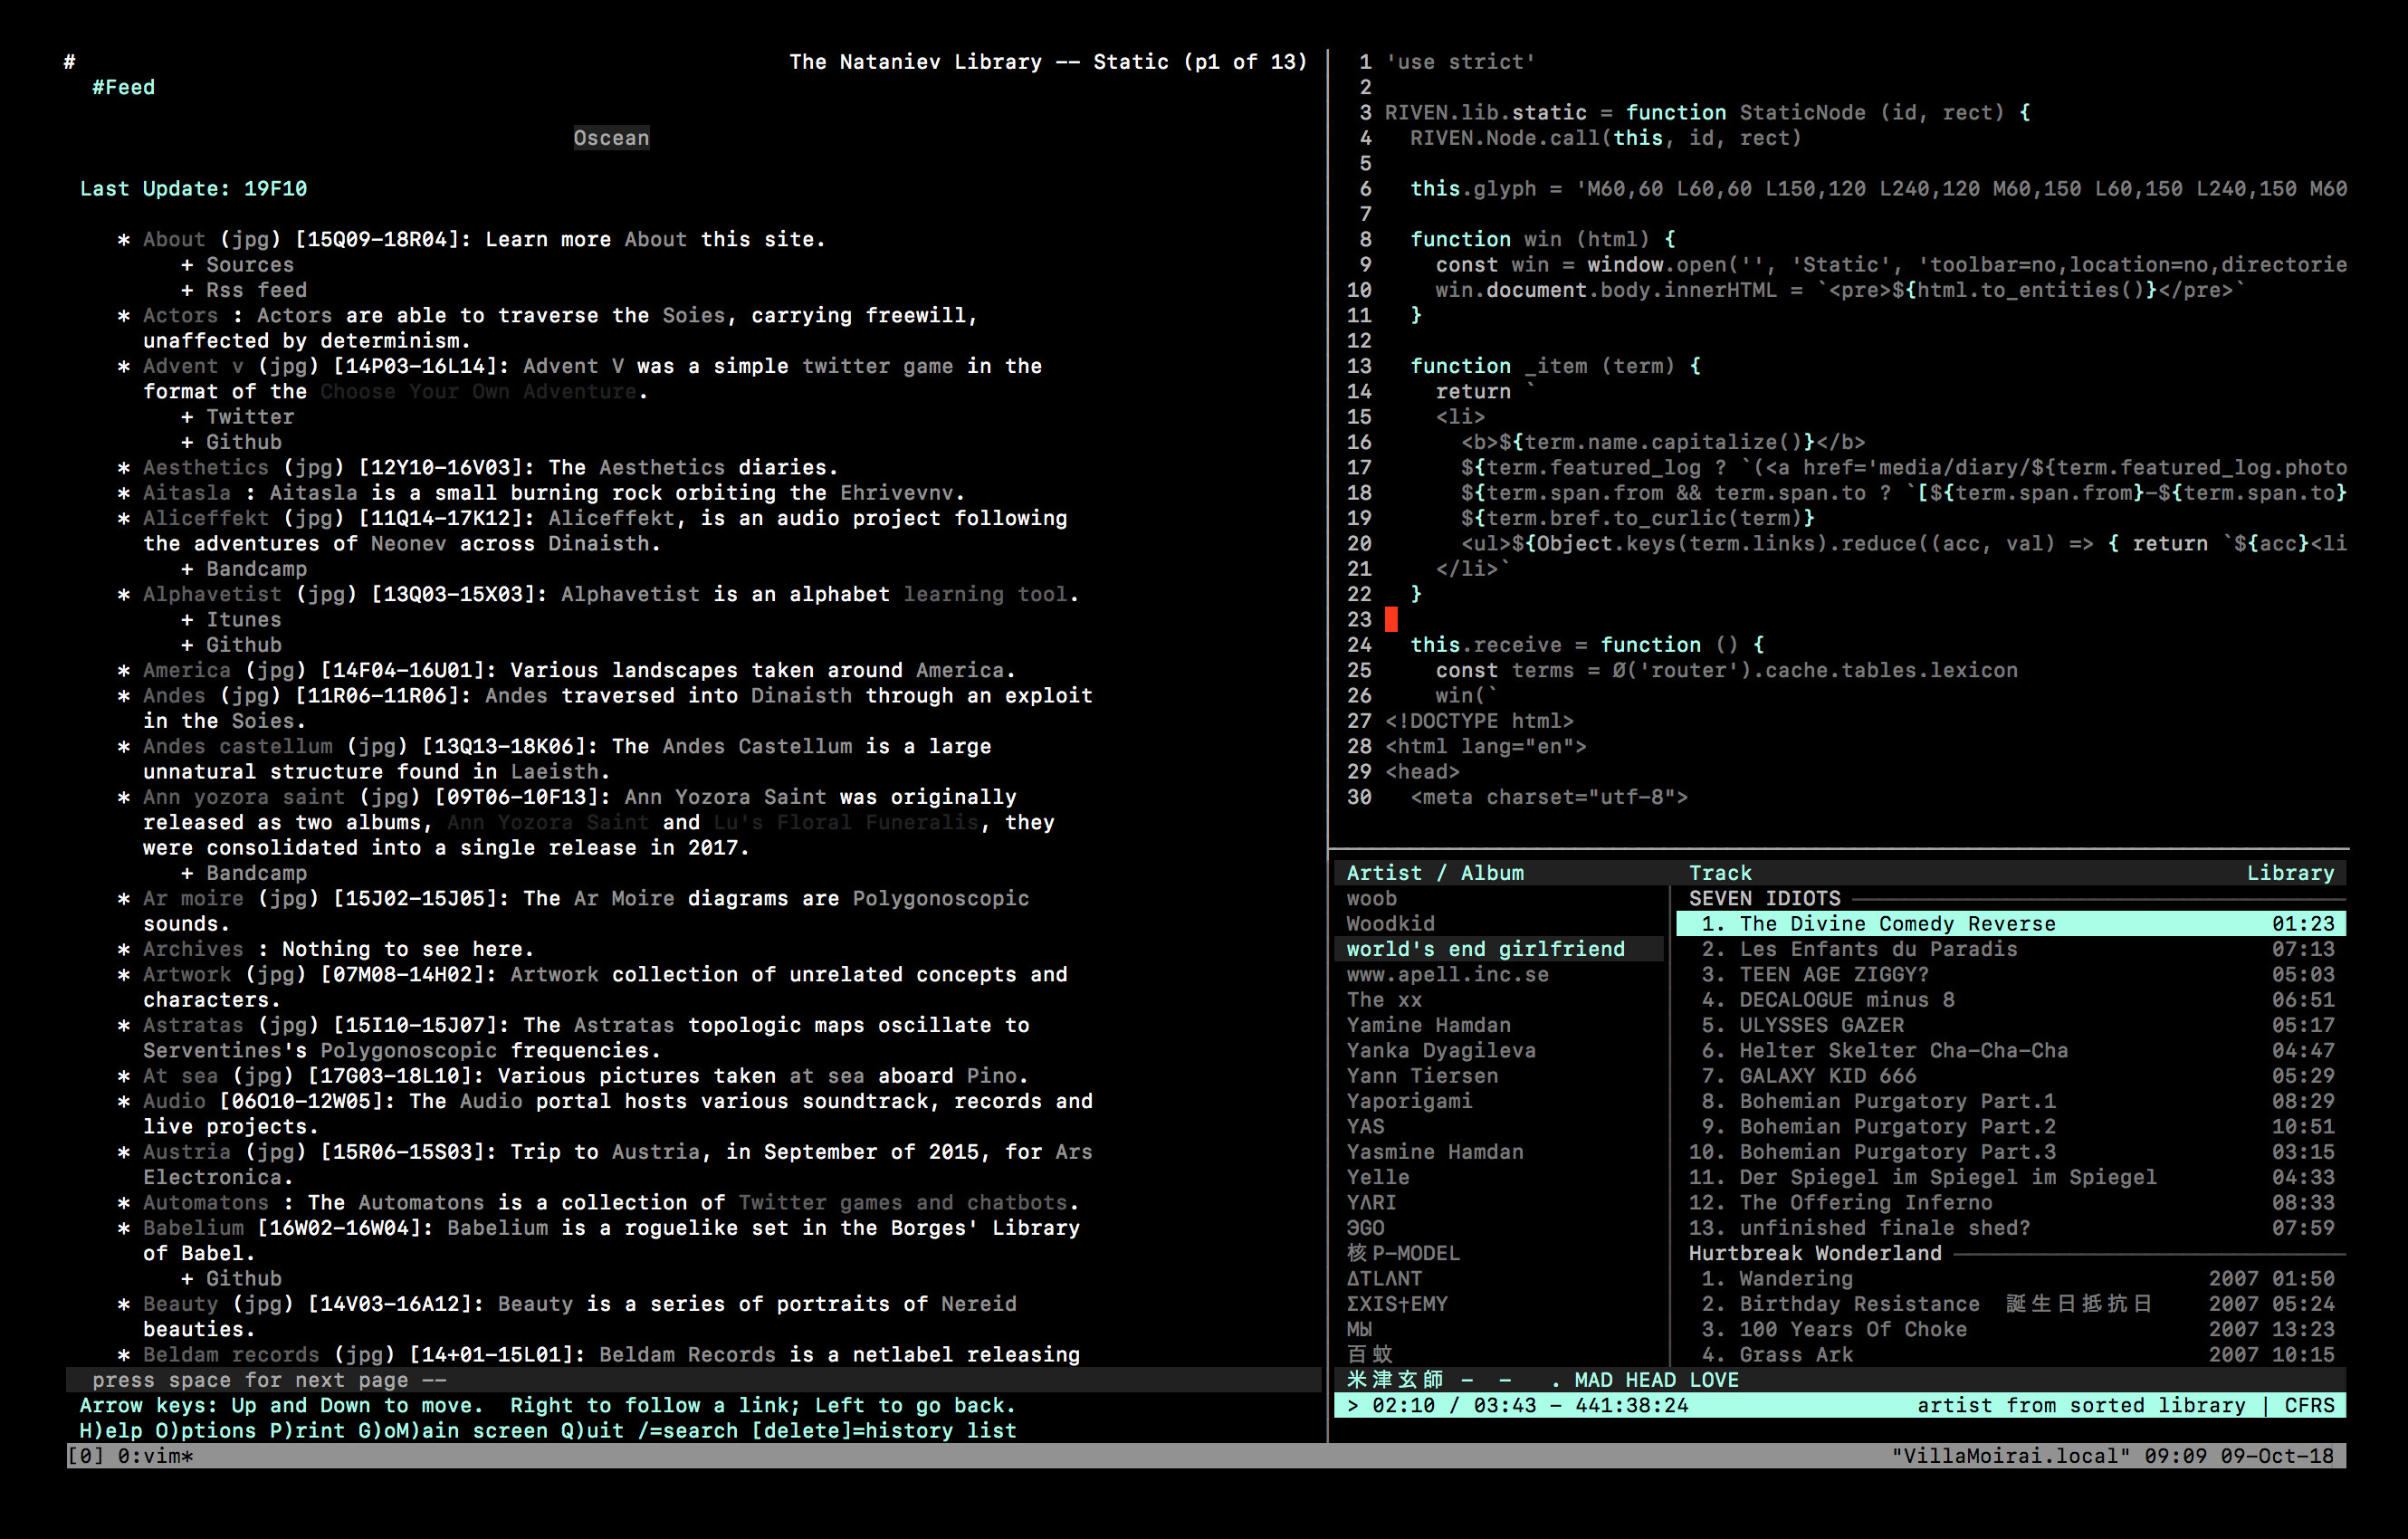 #
The Nataniev Library -- Static (p1 of 13)
#Feed
Oscean
Last Update: 19F10
* About (jpg) [15Q09-18R04]: Learn more About this site.
+ Sources
+ Rss feed
* Actors : Actors are able to traverse the Soies, carrying freewill,
unaffected by determinism.
* Advent v (jpg) [14P03-16L14]: Advent V was a simple twitter game in the
format of the Choose Your Own Adventure.
+ Twitter
+ Github
* Aesthetics (jpg) [12Y10-16V03]: The Aesthetics diaries.
* Aitasla : Aitasla is a small burning rock orbiting the Ehrivevnv.
* Aliceffekt (jpg) [11Q14-17K12]: Aliceffekt, is an audio project following
the adventures of Neonev across Dinaisth.
+ Bandcamp
* Alphavetist (jpg) [13Q03-15X03]: Alphavetist is an alphabet learning tool.
+ Itunes
+ Github
* America (jpg) [14F04-16U01]: Various landscapes taken around America.
* Andes (jpg) [11R06-11R06]: Andes traversed into Dinaisth through an exploit
in the Soies.
* Andes castellum (jpg) [13Q13-18K06]: The Andes Castellum is a large
unnatural structure found in Laeisth.
* Ann yozora saint (jpg) [09T06-10F13]: Ann Yozora Saint was originally
released as two albums, Ann Yozora Saint and Lu's Floral Funeralis, they
were consolidated into a single release in 2017.
+ Bandcamp
* Ar moire (jpg) [15J02-15J05]: The Ar Moire diagrams are Polygonoscopic
sounds.
* Archives : Nothing to see here.
* Artwork (jpg) [07M08-14H02]: Artwork collection of unrelated concepts and
characters.
* Astratas (jpg) [15I10-15J07]: The Astratas topologic maps oscillate to
Serventines's Polygonoscopic frequencies.
* At sea (jpg) [17G03-18L10]: Various pictures taken at sea aboard Pino.
* Audio [06O10-12W05]: The Audio portal hosts various soundtrack, records and
live projects.
* Austria (jpg) [15R06-15S03]: Trip to Austria, in September of 2015, for Ars
Electronica.
* Automatons : The Automatons is a collection of Twitter games and chatbots.
* Babelium [16W02-16W04]: Babelium is a roguelike set in the Borges' Library
of Babel.
+ Github
* Beauty (jpg) [14V03-16A12]: Beauty is a series of portraits of Nereid
beauties.
* Beldam records (jpg) [14+01-15L01]: Beldam Records is a netlabel releasing
press space for next page --
Arrow keys: Up and Down to move.  Right to follow a link; Left to go back.
H)elp O)ptions P)rint G)oM)ain screen Q)uit /=search [delete]=history list
1 'use strict'
2
3 RIVEN.lib.static = function StaticNode (id, rect) {
4   RIVEN.Node.call(this, id, rect)
5
6   this.glyph = 'M60,60 L60,60 L150,120 L240,120 M60,150 L60,150 L240,150 M60
7
8   function win (html) {
9     const win = window.open('', 'Static', 'toolbar=no,location=no,directorie
10     win.document.body.innerHTML = `<pre>${html.to_entities()}</pre>`
11   }
12
13   function _item (term) {
14     return `
15     <li>
16       <b>${term.name.capitalize()}</b>
17       ${term.featured_log ? `(<a href='media/diary/${term.featured_log.photo
18       ${term.span.from && term.span.to ? `[${term.span.from}-${term.span.to}
19       ${term.bref.to_curlic(term)}
20       <ul>${Object.keys(term.links).reduce((acc, val) => { return `${acc}<li
21     </li>`
22   }
23
24   this.receive = function () {
25     const terms = Ø('router').cache.tables.lexicon
26     win(`
27 <!DOCTYPE html>
28 <html lang="en">
29 <head>
30   <meta charset="utf-8">
Artist / Album
woob
Woodkid
world's end girlfriend
www.apell.inc.se
The xx
Yamine Hamdan
Yanka Dyagileva
Yann Tiersen
Yaporigami
YAS
Yasmine Hamdan
Yelle
YΛRI
ЭGO
核P-MODEL
ΔTLΛNT
ΣXIS†EMY
МЫ
百蚊
Track Library
SEVEN IDIOTS
1. The Divine Comedy Reverse 01:23
2. Les Enfants du Paradis 07:13
3. TEEN AGE ZIGGY? 05:03
4. DECALOGUE minus 8 06:51
5. ULYSSES GAZER 05:17
6. Helter Skelter Cha-Cha-Cha 04:47
7. GALAXY KID 666 05:29
8. Bohemian Purgatory Part.1 08:29
9. Bohemian Purgatory Part.2 10:51
10. Bohemian Purgatory Part.3 03:15
11. Der Spiegel im Spiegel im Spiegel 04:33
12. The Offering Inferno 08:33
13. unfinished finale shed? 07:59
Hurtbreak Wonderland
1. Wandering 2007 01:50
2. Birthday Resistance  誕生日抵抗日 2007 05:24
3. 100 Years Of Choke 2007 13:23
4. Grass Ark 2007 10:15
米津玄師 - - . MAD HEAD LOVE
> 02:10 / 03:43 - 441:38:24 artist from sorted library | CFRS
[0] 0:vim* "VillaMoirai.local" 09:09 09-Oct-18